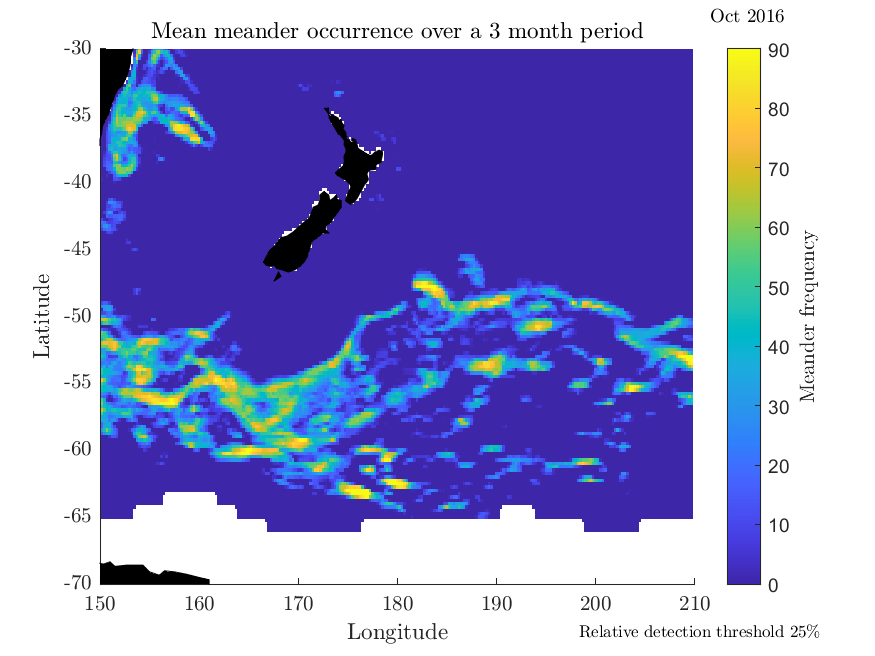 Oct 2016
Mean meander occurrence over a 3 month period
-30
-35
-40
-45
-50
-55
-60
-65
-70
Latitude
150 160 170 180 190 200 210
Longitude
90
80
70
60
50
40
30
20
10
0
Meander frequency
Relative detection threshold 25%